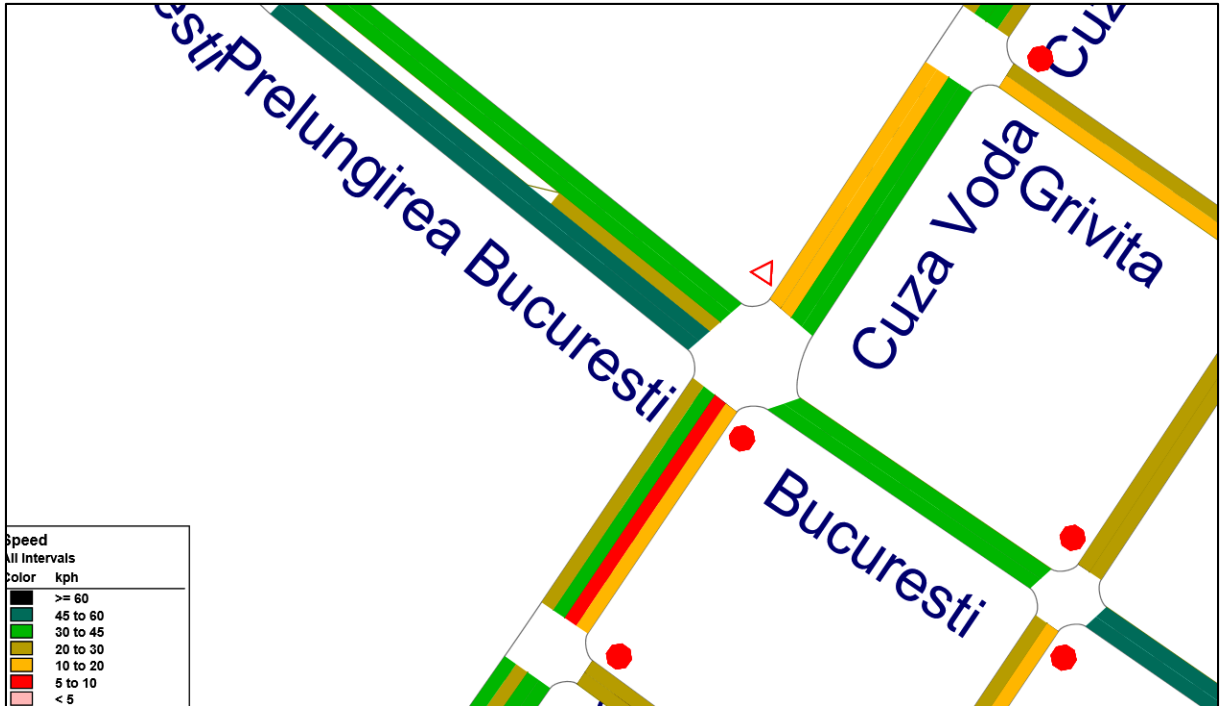 Prelungirea Bucuresti
Cuza Voda
Grivita
Bucuresti
Speed
All Intervals
Color kph
>= 60
45 to 60
30 to 45
20 to 30
10 to 20
5 to 10
< 5